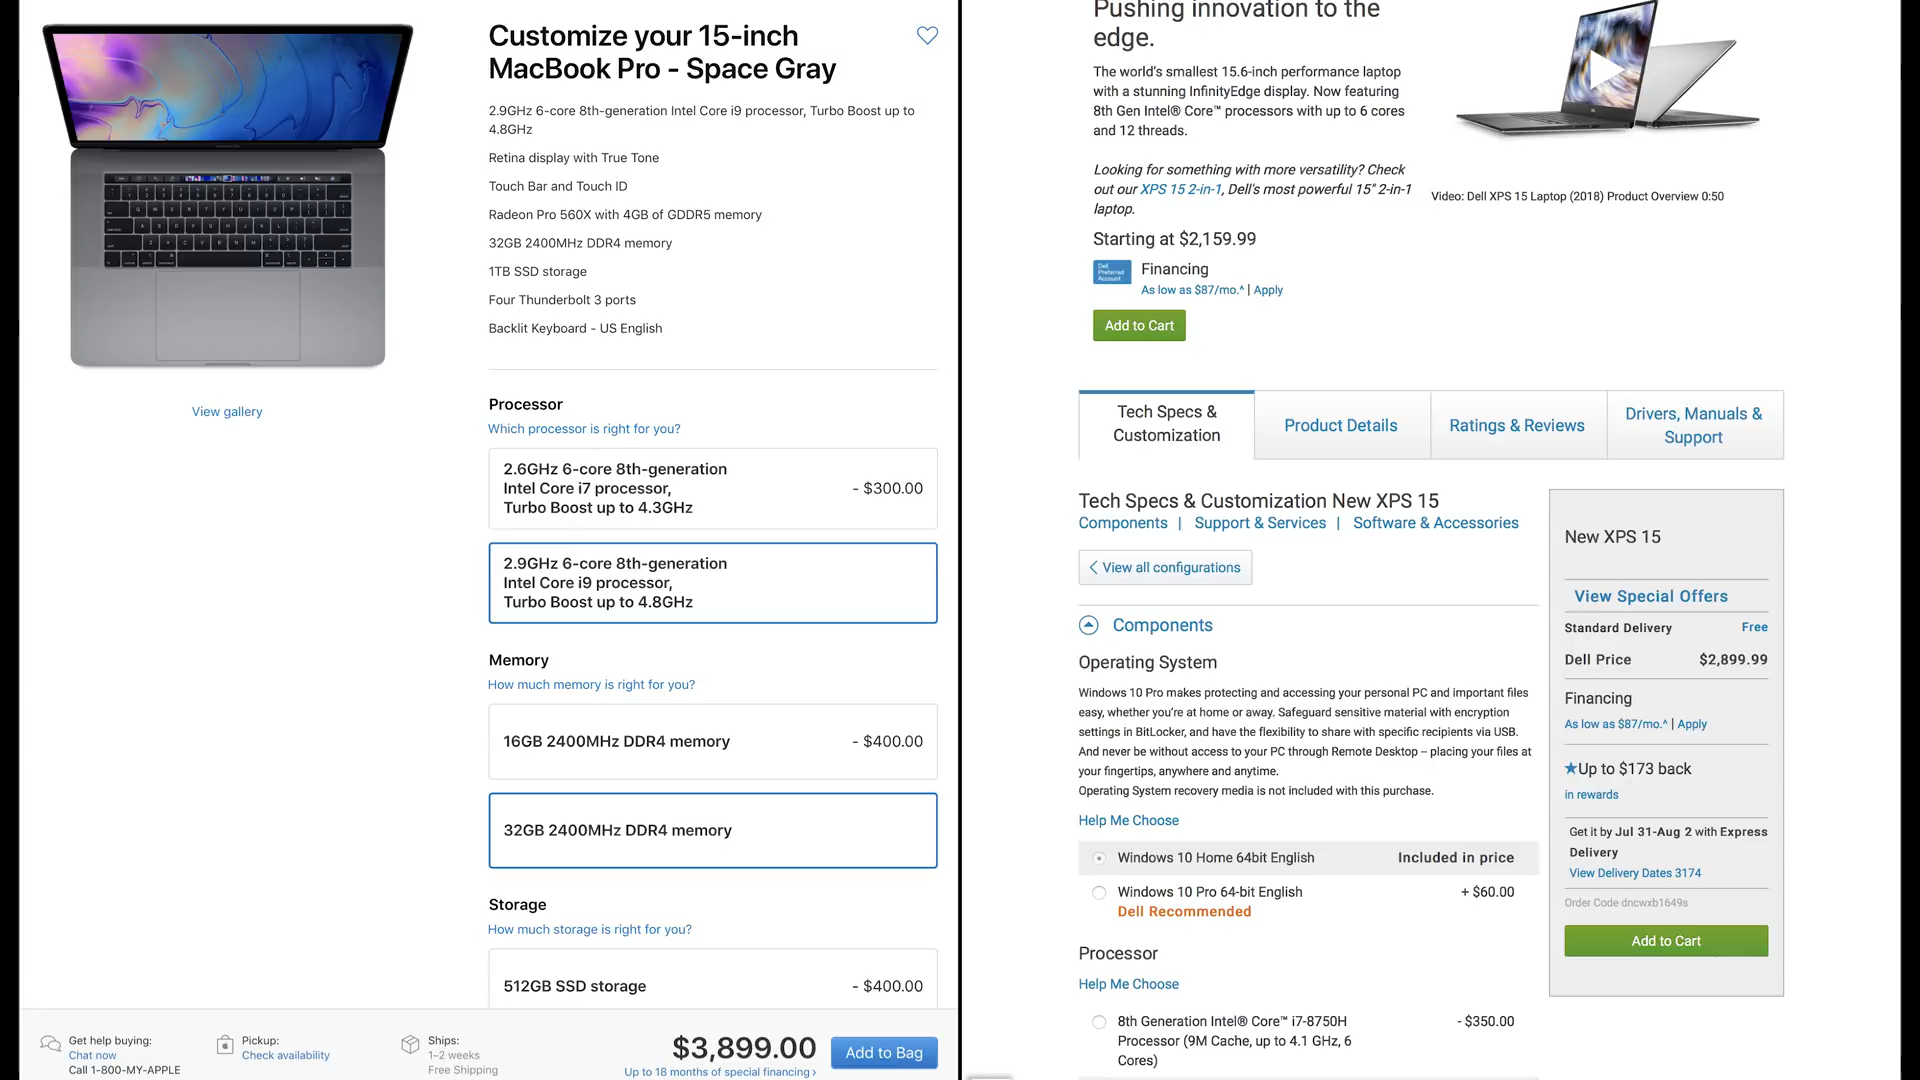 Customize your 15-inch
MacBook Pro - Space Gray
2.9GHz 6-core 8th-generation Intel Core i9 processor, Turbo Boost up to
4.8GHz
Retina display with True Tone
Touch Bar and Touch ID
Radeon Pro 560X with 4GB of GDDR5 memory
32GB 2400MHz DDR4 memory
1TB SSD storage
Four Thunderbolt 3 ports
Backlit Keyboard - US English
View gallery
Processor
Which processor is right for you?
2.6GHz 6-core 8th-generation
Intel Core i7 processor,
Turbo Boost up to 4.3GHz
- $300.00
2.9GHz 6-core 8th-generation
Intel Core i9 processor,
Turbo Boost up to 4.8GHz
Memory
How much memory is right for you?
16GB 2400MHz DDR4 memory
- $400.00
32GB 2400MHz DDR4 memory
Storage
How much storage is right for you?
512GB SSD storage
- $400.00
Get help buying:
Chat now
Call 1-800-MY-APPLE
Pickup:
Check availability
Ships:
1–2 weeks
Free Shipping
$3,899.00
Up to 18 months of special financing ›
Add to Bag
Pushing innovation to the
edge.
The world's smallest 15.6-inch performance laptop
with a stunning InfinityEdge display. Now featuring
8th Gen Intel® Core™ processors with up to 6 cores
and 12 threads.
Looking for something with more versatility? Check
out our XPS 15 2-in-1, Dell's most powerful 15" 2-in-1
laptop.
Video: Dell XPS 15 Laptop (2018) Product Overview 0:50
Starting at $2,159.99
Dell
Preferred
Account
Financing
As low as $87/mo.^ | Apply
Add to Cart
Tech Specs &
Customization
Product Details
Ratings & Reviews
Drivers, Manuals &
Support
Tech Specs & Customization New XPS 15
Components | Support & Services | Software & Accessories
View all configurations
Components
Operating System
Windows 10 Pro makes protecting and accessing your personal PC and important files
easy, whether you're at home or away. Safeguard sensitive material with encryption
settings in BitLocker, and have the flexibility to share with specific recipients via USB.
And never be without access to your PC through Remote Desktop – placing your files at
your fingertips, anywhere and anytime.
Operating System recovery media is not included with this purchase.
Help Me Choose
Windows 10 Home 64bit English
Included in price
Windows 10 Pro 64-bit English
+ $60.00
Dell Recommended
Processor
Help Me Choose
8th Generation Intel® Core™ i7-8750H
Processor (9M Cache, up to 4.1 GHz, 6
Cores)
- $350.00
New XPS 15
View Special Offers
Standard Delivery Free
Dell Price $2,899.99
Financing
As low as $87/mo.^ | Apply
★Up to $173 back
in rewards
Get it by Jul 31-Aug 2 with Express
Delivery
View Delivery Dates 3174
Order Code dncwxb1649s
Add to Cart